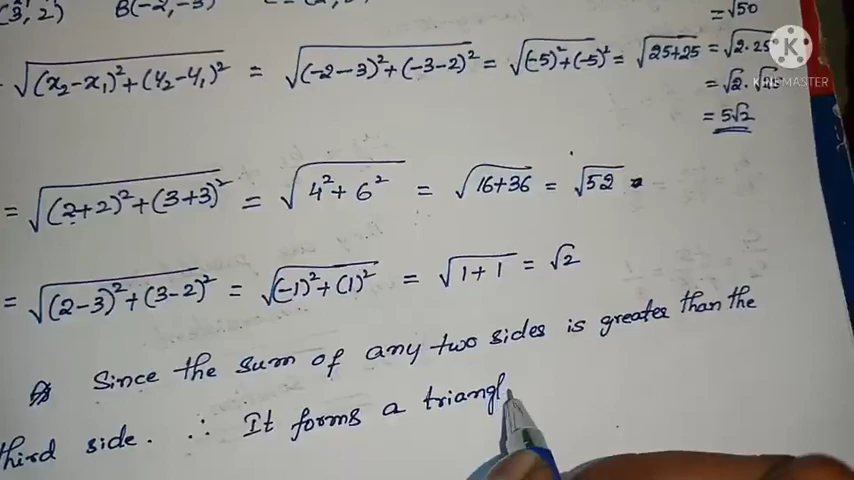 (3, 2) B(-2,-3)
= √50
√(x₂-x₁)²+(y₂-y₁)² = √(-2-3)²+(-3-2)² = √(-5)²+(-5)² = √25+25 = √2.25
= √2.
= 5√2
K
KINEMASTER
= √(2+2)²+(3+3)² = √4²+6² = √16+36 = √52
= √(2-3)²+(3-2)² = √(-1)²+(1)² = √1+1 = √2
Since the sum of any two sides is greater than the
third side. ∴ It forms a triangl